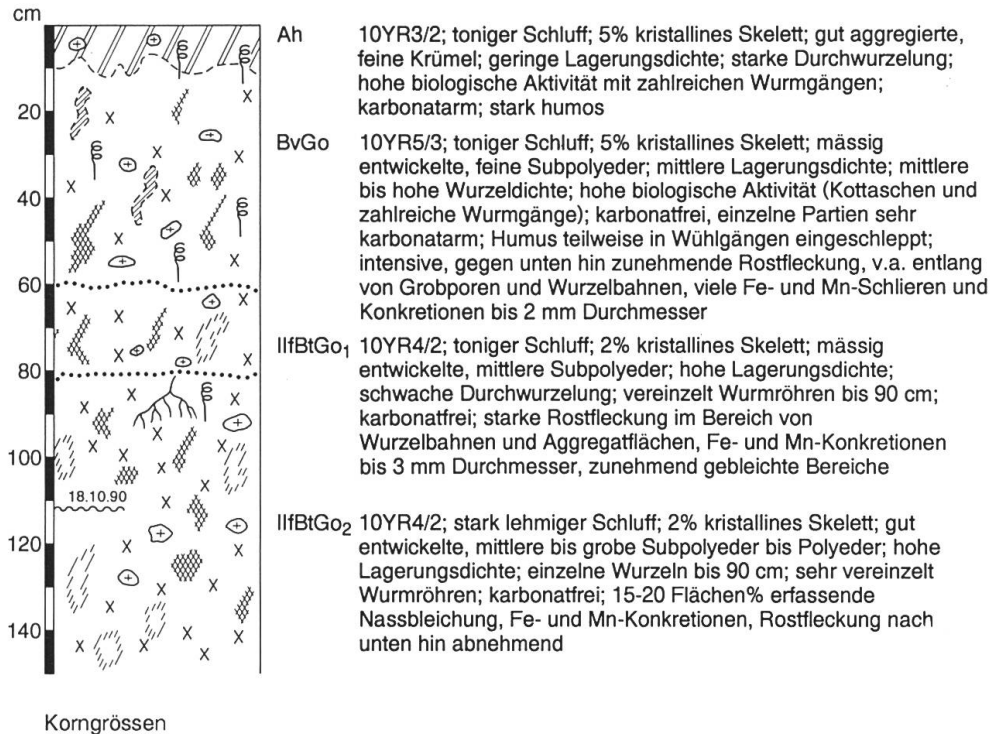 cm
Ah 10YR3/2; toniger Schluff; 5% kristallines Skelett; gut aggregierte,
feine Krümel; geringe Lagerungsdichte; starke Durchwurzelung;
hohe biologische Aktivität mit zahlreichen Wurmgängen;
karbonatarm; stark humos
20
BvGo 10YR5/3; toniger Schluff; 5% kristallines Skelett; mässig
entwickelte, feine Subpolyeder; mittlere Lagerungsdichte; mittlere
bis hohe Wurzeldichte; hohe biologische Aktivität (Kottaschen und
zahlreiche Wurmgänge); karbonatfrei, einzelne Partien sehr
karbonatarm; Humus teilweise in Wühlgängen eingeschleppt;
intensive, gegen unten hin zunehmende Rostfleckung, v.a. entlang
von Grobporen und Wurzelbahnen, viele Fe- und Mn-Schlieren und
Konkretionen bis 2 mm Durchmesser
40
60
IIfBtGo1 10YR4/2; toniger Schluff; 2% kristallines Skelett; mässig
entwickelte, mittlere Subpolyeder; hohe Lagerungsdichte;
schwache Durchwurzelung; vereinzelt Wurmröhren bis 90 cm;
karbonatfrei; starke Rostfleckung im Bereich von
Wurzelbahnen und Aggregatflächen, Fe- und Mn-Konkretionen
bis 3 mm Durchmesser, zunehmend gebleichte Bereiche
80
100
18.10.90
IIfBtGo2 10YR4/2; stark lehmiger Schluff; 2% kristallines Skelett; gut
entwickelte, mittlere bis grobe Subpolyeder bis Polyeder; hohe
Lagerungsdichte; einzelne Wurzeln bis 90 cm; sehr vereinzelt
Wurmröhren; karbonatfrei; 15-20 Flächen% erfassende
Nassbleichung, Fe- und Mn-Konkretionen, Rostfleckung nach
unten hin abnehmend
120
140
Korngrössen